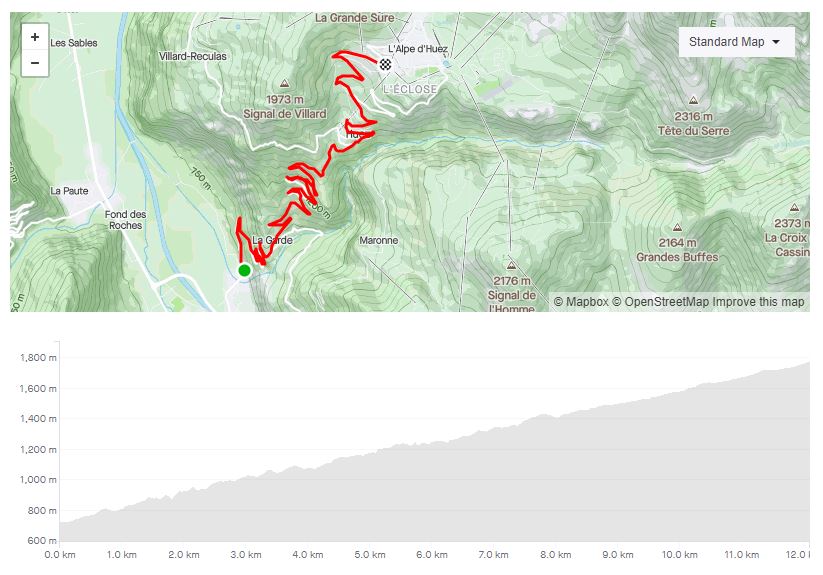 La Grande Sure
E
+
−
Les Sables
Villard-Reculas
L'Alpe d'Huez
Standard Map
L'ÉCLOSE
1973 m
Signal de Villard
2316 m
Tête du Serre
Huez
750 m
La Paute
Fond des
Roches
La Garde
Maronne
2164 m
Grandes Buffes
2373 m
La Croix
Cassin
2176 m
Signal de
l'Homme
© Mapbox © OpenStreetMap Improve this map
1,800 m
1,600 m
1,400 m
1,200 m
1,000 m
800 m
600 m
0.0 km 1.0 km 2.0 km 3.0 km 4.0 km 5.0 km 6.0 km 7.0 km 8.0 km 9.0 km 10.0 km 11.0 km 12.0 k